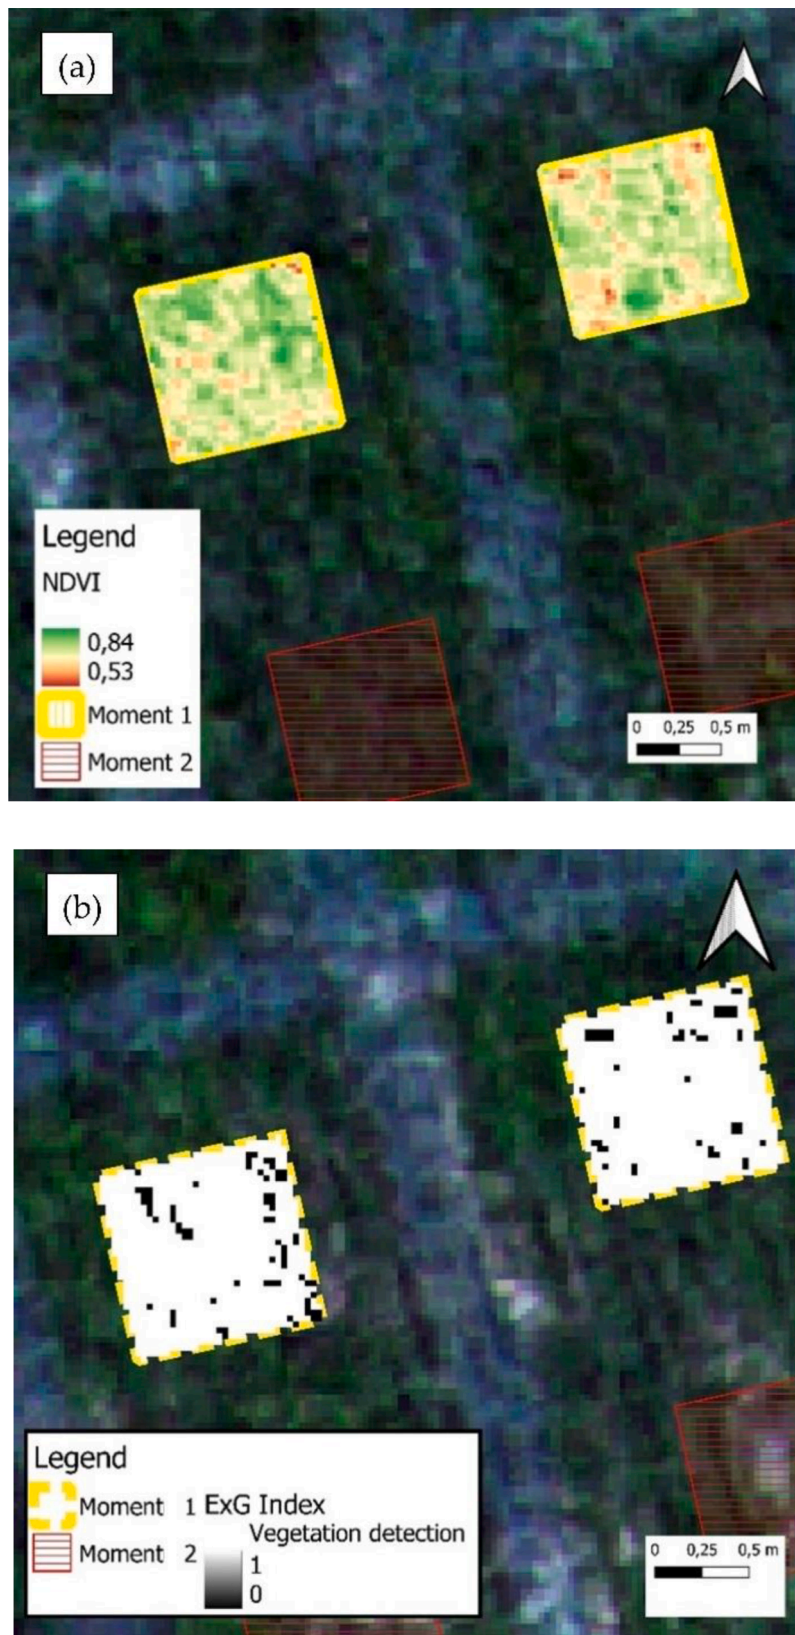 (a)
Legend
NDVI
0,84
0,53
Moment 1
Moment 2
0 0,25 0,5 m
(b)
Legend
Moment 1 ExG Index
Vegetation detection
Moment 2
1
0
0 0,25 0,5 m